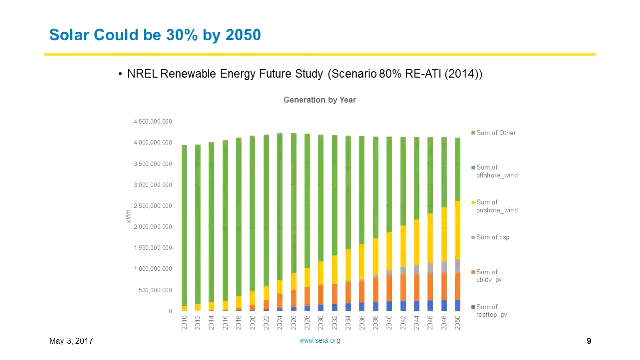 Solar Could be 30% by 2050
• NREL Renewable Energy Future Study (Scenario 80% RE-ATI (2014))
Generation by Year
4,500,000,000
4,000,000,000
3,500,000,000
3,000,000,000
2,500,000,000
2,000,000,000
1,500,000,000
1,000,000,000
500,000,000
0
kWh
2010 2012 2014 2016 2018 2020 2022 2024 2026 2028 2030 2032 2034 2036 2038 2040 2042 2044 2046 2048 2050
Sum of Other
Sum of
offshore_wind
Sum of
onshore_wind
Sum of csp
Sum of
utility_pv
Sum of
rooftop_pv
May 3, 2017
www.seia.org
9